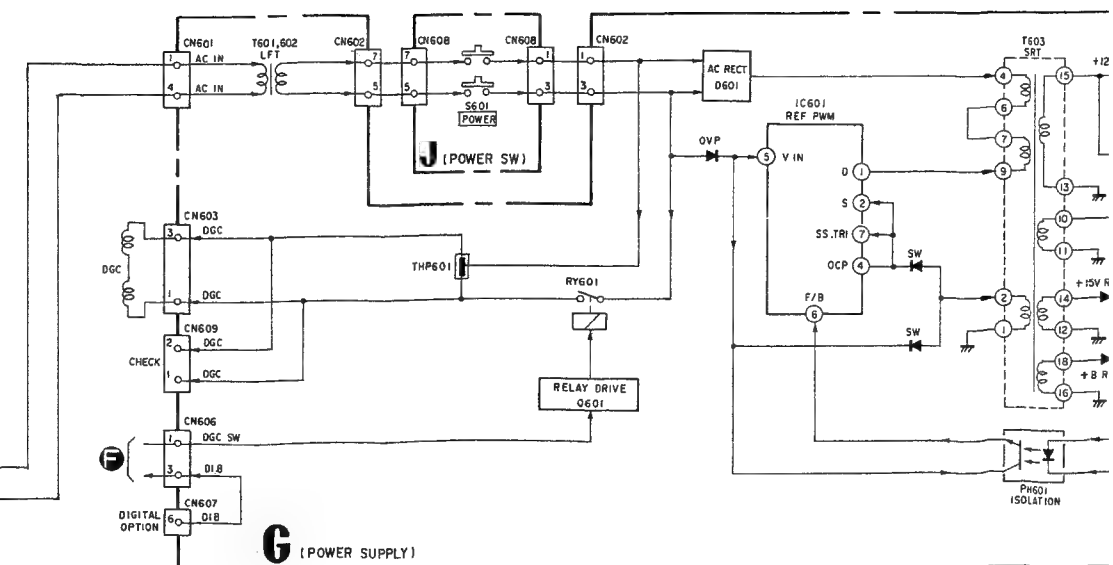 CN601
T601,602
LFT
CN602
CN608
CN608
CN602
T603
SRT
1
AC IN
7
7
1
1
+12
4
AC IN
5
5
3
3
S601
POWER
AC RECT
D601
4
15
6
7
9
13
J (POWER SW)
OVP
IC601
REF PWM
5
V IN
D
1
S
2
SS.TRI
7
OCP
4
F/B
6
SW
SW
10
11
2
14
+15V R
1
12
18
+B R
16
CN603
3
DGC
DGC
1
DGC
THP601
RY601
CN609
2
DGC
CHECK
1
DGC
RELAY DRIVE
Q601
CN606
1
DGC SW
F
3
D1.B
CN607
DIGITAL
OPTION
6
D1B
PH601
ISOLATION
G (POWER SUPPLY)